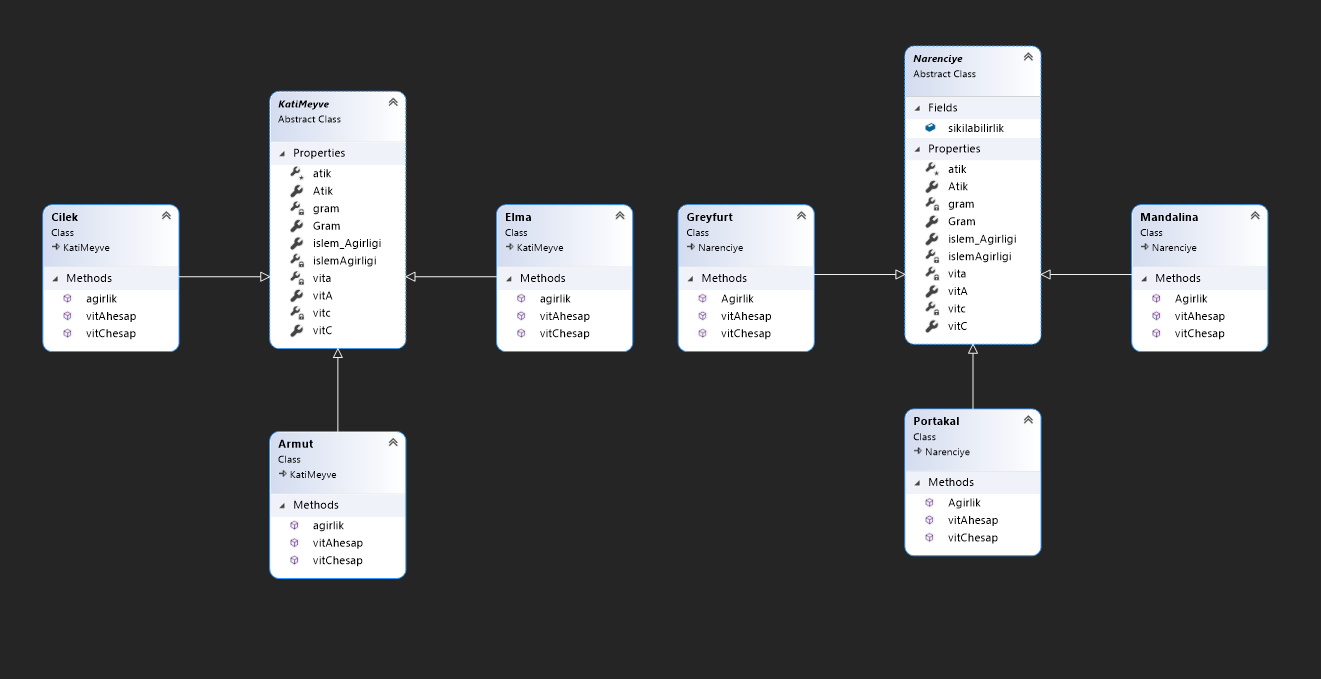 KatiMeyve
Abstract Class
Properties
atik
Atik
gram
Gram
islem_Agirligi
islemAgirligi
vita
vitA
vitc
vitC
Cilek
Class
KatiMeyve
Methods
agirlik
vitAhesap
vitChesap
Elma
Class
KatiMeyve
Methods
agirlik
vitAhesap
vitChesap
Armut
Class
KatiMeyve
Methods
agirlik
vitAhesap
vitChesap
Narenciye
Abstract Class
Fields
sikilabilirlik
Properties
atik
Atik
gram
Gram
islem_Agirligi
islemAgirligi
vita
vitA
vitc
vitC
Greyfurt
Class
Narenciye
Methods
Agirlik
vitAhesap
vitChesap
Mandalina
Class
Narenciye
Methods
Agirlik
vitAhesap
vitChesap
Portakal
Class
Narenciye
Methods
Agirlik
vitAhesap
vitChesap